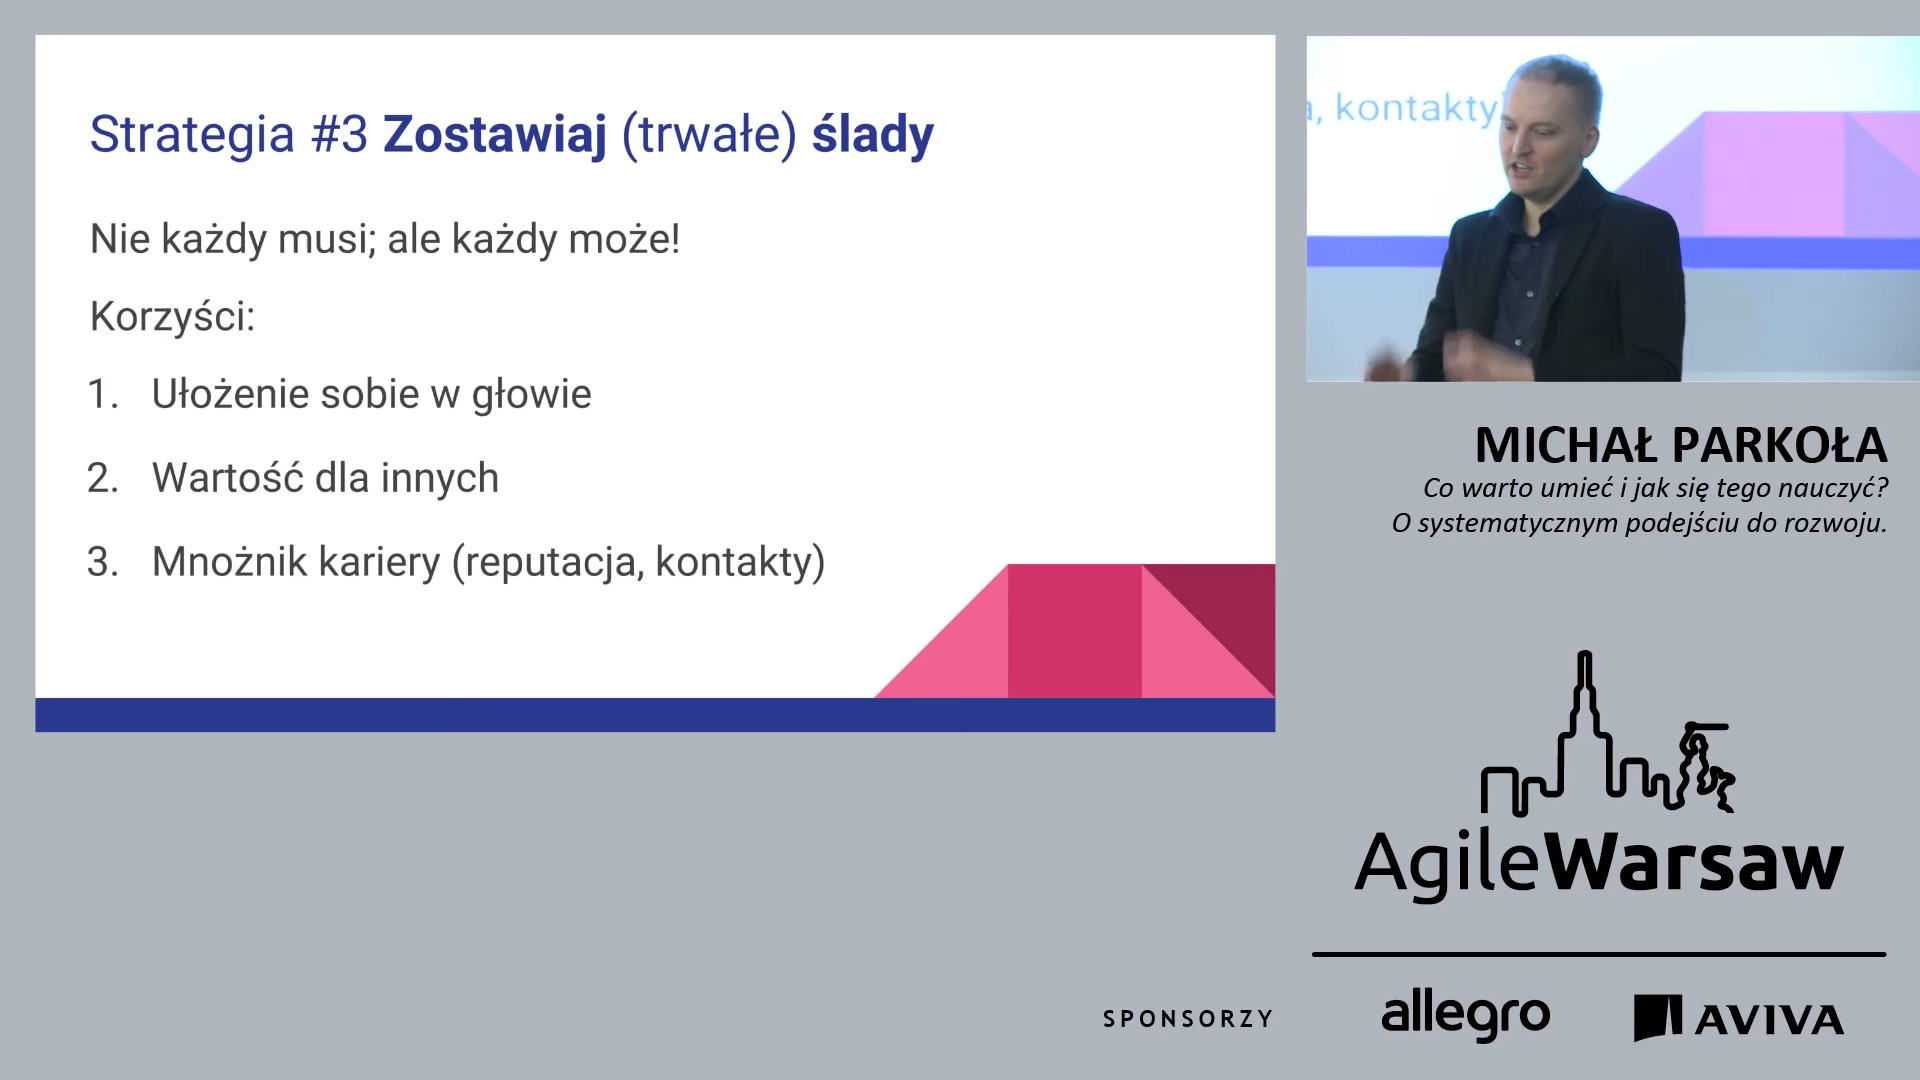 Strategia #3 Zostawiaj (trwałe) ślady
Nie każdy musi; ale każdy może!
Korzyści:
1. Ułożenie sobie w głowie
2. Wartość dla innych
3. Mnożnik kariery (reputacja, kontakty)
, kontakty
MICHAŁ PARKOŁA
Co warto umieć i jak się tego nauczyć?
O systematycznym podejściu do rozwoju.
AgileWarsaw
SPONSORZY
allegro
AVIVA